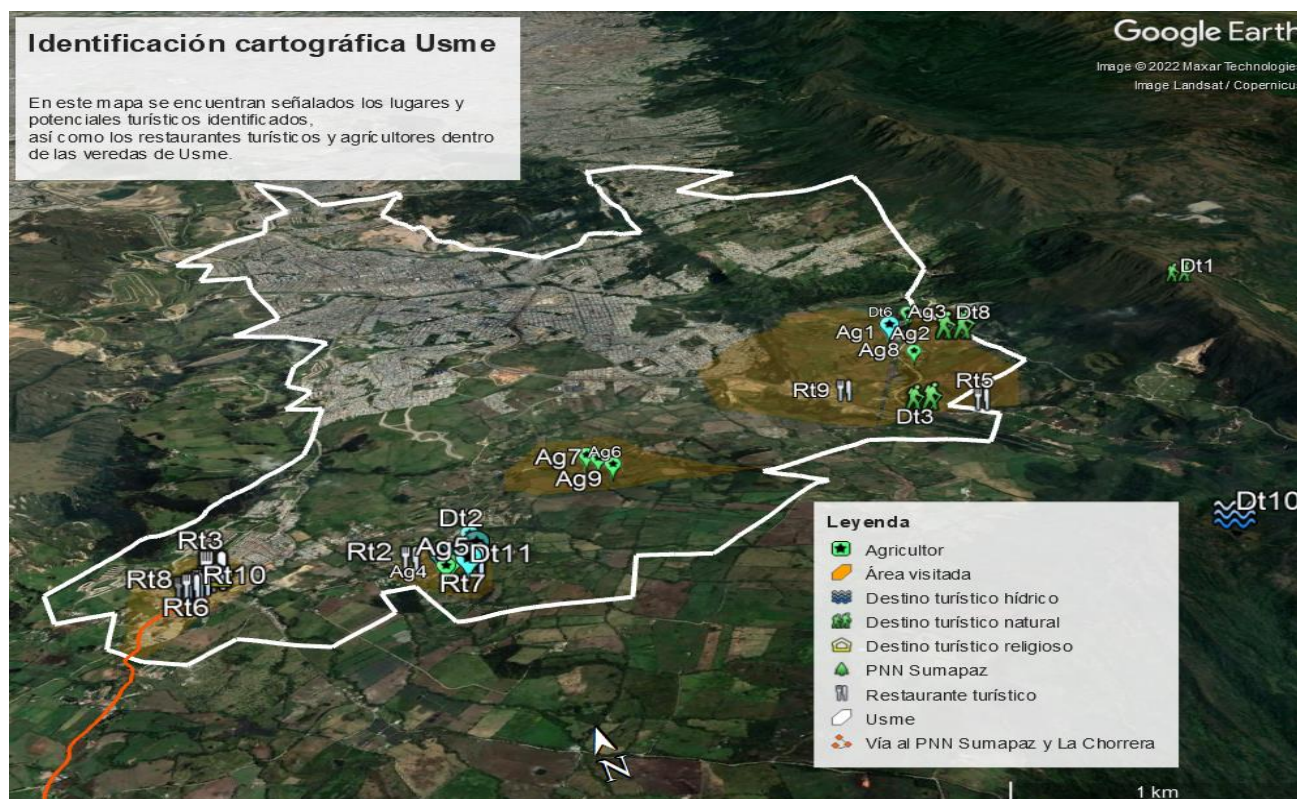 Identificación cartográfica Usme
En este mapa se encuentran señalados los lugares y
potenciales turísticos identificados,
así como los restaurantes turísticos y agrícultores dentro
de las veredas de Usme.
Google Earth
Image © 2022 Maxar Technologies
Image Landsat / Copernicus
Dt1
Dt6
Ag3
Dt8
Ag1
Ag2
Ag8
Rt9
Rt5
Dt3
Ag7
Ag6
Ag9
Dt10
Dt2
Rt3
Rt2
Ag5
Dt11
Ag4
Rt7
Rt8
Rt10
Rt6
Leyenda
Agricultor
Área visitada
Destino turístico hídrico
Destino turístico natural
Destino turístico religioso
PNN Sumapaz
Restaurante turístico
Usme
Vía al PNN Sumapaz y La Chorrera
N
1 km